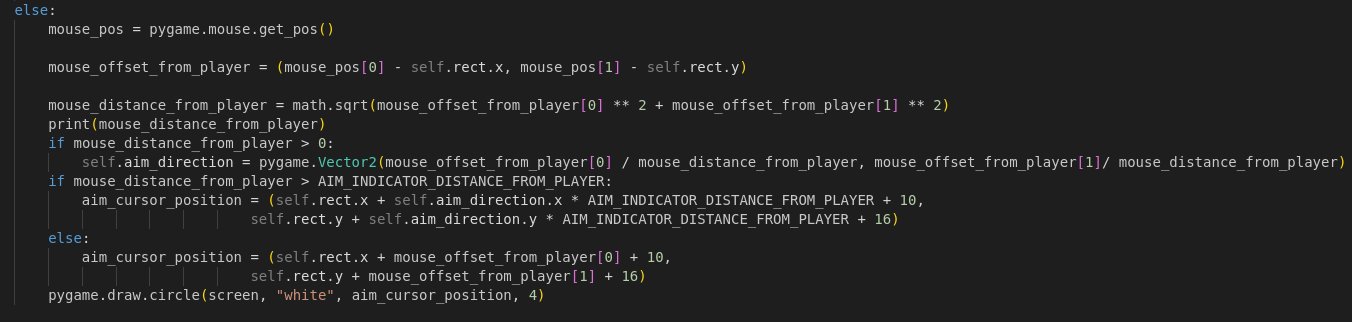 else:
    mouse_pos = pygame.mouse.get_pos()

    mouse_offset_from_player = (mouse_pos[0] - self.rect.x, mouse_pos[1] - self.rect.y)

    mouse_distance_from_player = math.sqrt(mouse_offset_from_player[0] ** 2 + mouse_offset_from_player[1] ** 2)
    print(mouse_distance_from_player)
    if mouse_distance_from_player > 0:
        self.aim_direction = pygame.Vector2(mouse_offset_from_player[0] / mouse_distance_from_player, mouse_offset_from_player[1]/ mouse_distance_from_player)
    if mouse_distance_from_player > AIM_INDICATOR_DISTANCE_FROM_PLAYER:
        aim_cursor_position = (self.rect.x + self.aim_direction.x * AIM_INDICATOR_DISTANCE_FROM_PLAYER + 10,
                            self.rect.y + self.aim_direction.y * AIM_INDICATOR_DISTANCE_FROM_PLAYER + 16)
    else:
        aim_cursor_position = (self.rect.x + mouse_offset_from_player[0] + 10,
                            self.rect.y + mouse_offset_from_player[1] + 16)
    pygame.draw.circle(screen, "white", aim_cursor_position, 4)